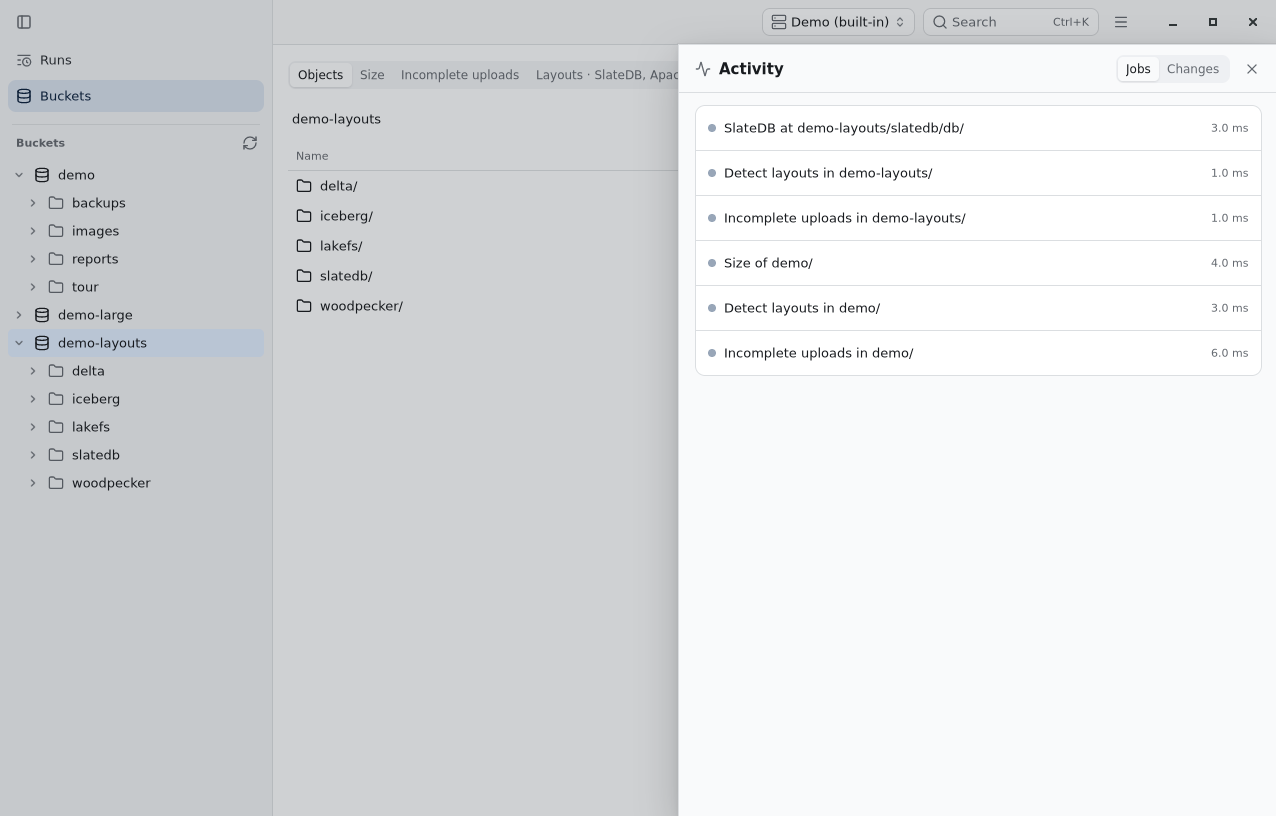 Demo (built-in)
Search
Ctrl+K
Runs
Buckets
Buckets
demo
backups
images
reports
tour
demo-large
demo-layouts
delta
iceberg
lakefs
slatedb
woodpecker
Objects
Size
Incomplete uploads
Layouts · SlateDB, Apac
demo-layouts
Name
delta/
iceberg/
lakefs/
slatedb/
woodpecker/
Activity
Jobs
Changes
SlateDB at demo-layouts/slatedb/db/ 3.0 ms
Detect layouts in demo-layouts/ 1.0 ms
Incomplete uploads in demo-layouts/ 1.0 ms
Size of demo/ 4.0 ms
Detect layouts in demo/ 3.0 ms
Incomplete uploads in demo/ 6.0 ms